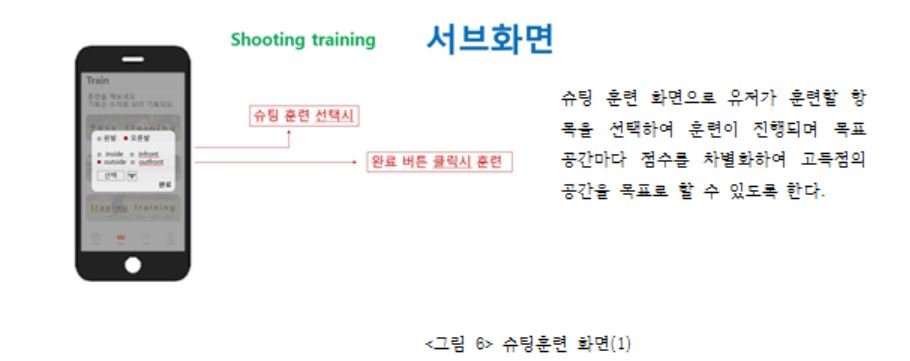 Shooting training
서브화면
Train
훈련을 해보세요
기록은 수치화 되어 기록되요
왼발 오른발
inside infront
outside outfront
선택
완료
traping training
슈팅 훈련 선택시
완료 버튼 클릭시 훈련
슈팅 훈련 화면으로 유저가 훈련할 항
목을 선택하여 훈련이 진행되며 목표
공간마다 점수를 차별화하여 고득점의
공간을 목표로 할 수 있도록 한다.
<그림 6> 슈팅훈련 화면(1)